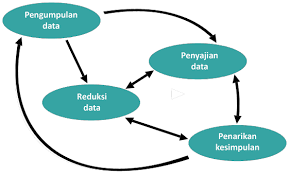 Pengumpulan
data
Penyajian
data
Reduksi
data
Penarikan
kesimpulan